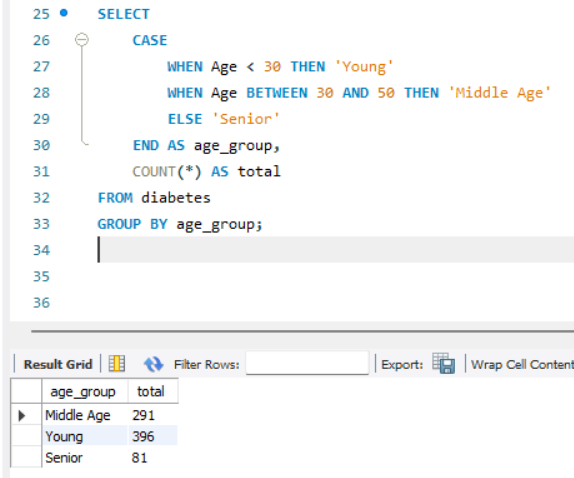 25 SELECT
26 CASE
27 WHEN Age < 30 THEN 'Young'
28 WHEN Age BETWEEN 30 AND 50 THEN 'Middle Age'
29 ELSE 'Senior'
30 END AS age_group,
31 COUNT(*) AS total
32 FROM diabetes
33 GROUP BY age_group;
34
35
36
Result Grid Filter Rows: Export: Wrap Cell Content
age_group total
Middle Age 291
Young 396
Senior 81